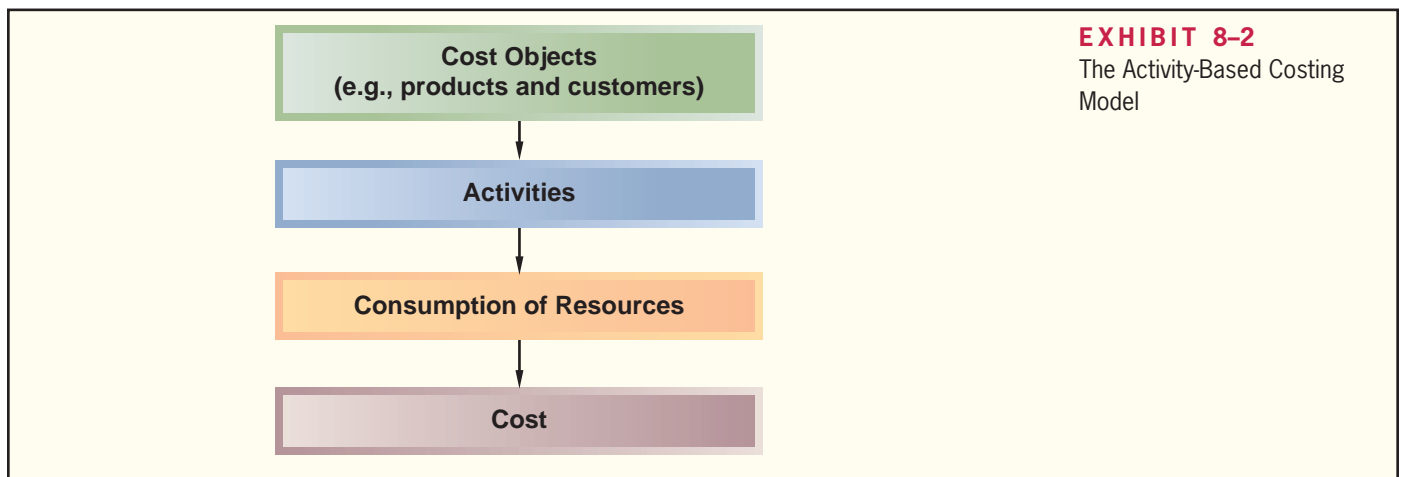 EXHIBIT 8–2
The Activity-Based Costing
Model
Cost Objects
(e.g., products and customers)
Activities
Consumption of Resources
Cost